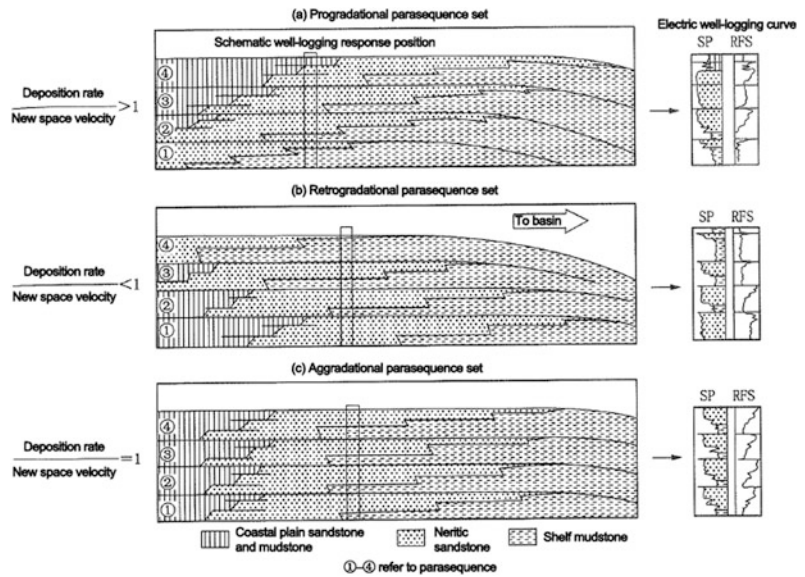 (a) Progradational parasequence set
Electric well-logging curve
Schematic well-logging response position
SP RFS
④
Deposition rate
New space velocity
>1
③
②
①
(b) Retrogradational parasequence set
To basin
SP RFS
④
Deposition rate
New space velocity
<1
③
②
①
(c) Aggradational parasequence set
SP RFS
④
Deposition rate
New space velocity
=1
③
②
①
Coastal plain sandstone
and mudstone
Neritic
sandstone
Shelf mudstone
①–④ refer to parasequence